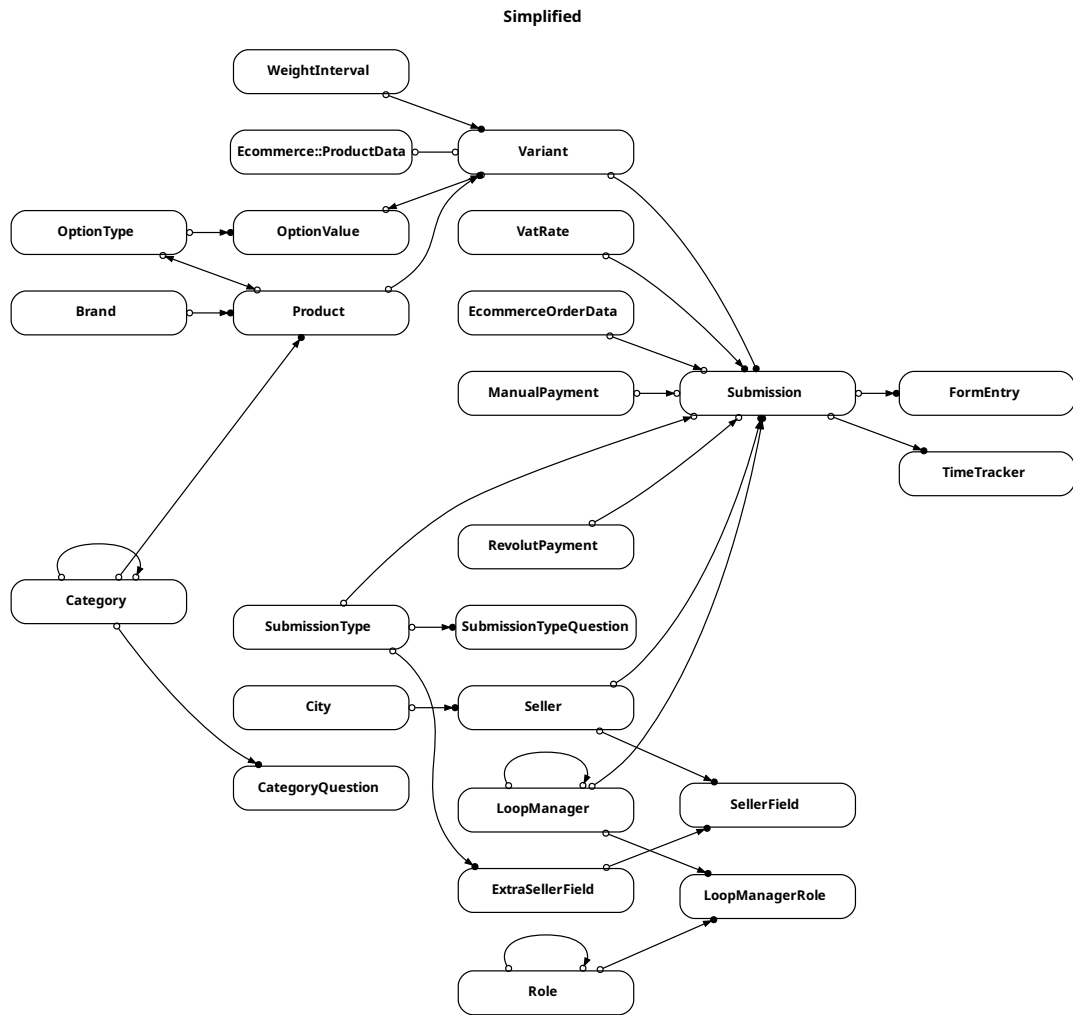 Simplified
WeightInterval
Ecommerce::ProductData
Variant
OptionType
OptionValue
VatRate
Brand
Product
EcommerceOrderData
ManualPayment
Submission
FormEntry
TimeTracker
RevolutPayment
Category
SubmissionType
SubmissionTypeQuestion
City
Seller
CategoryQuestion
LoopManager
SellerField
ExtraSellerField
LoopManagerRole
Role